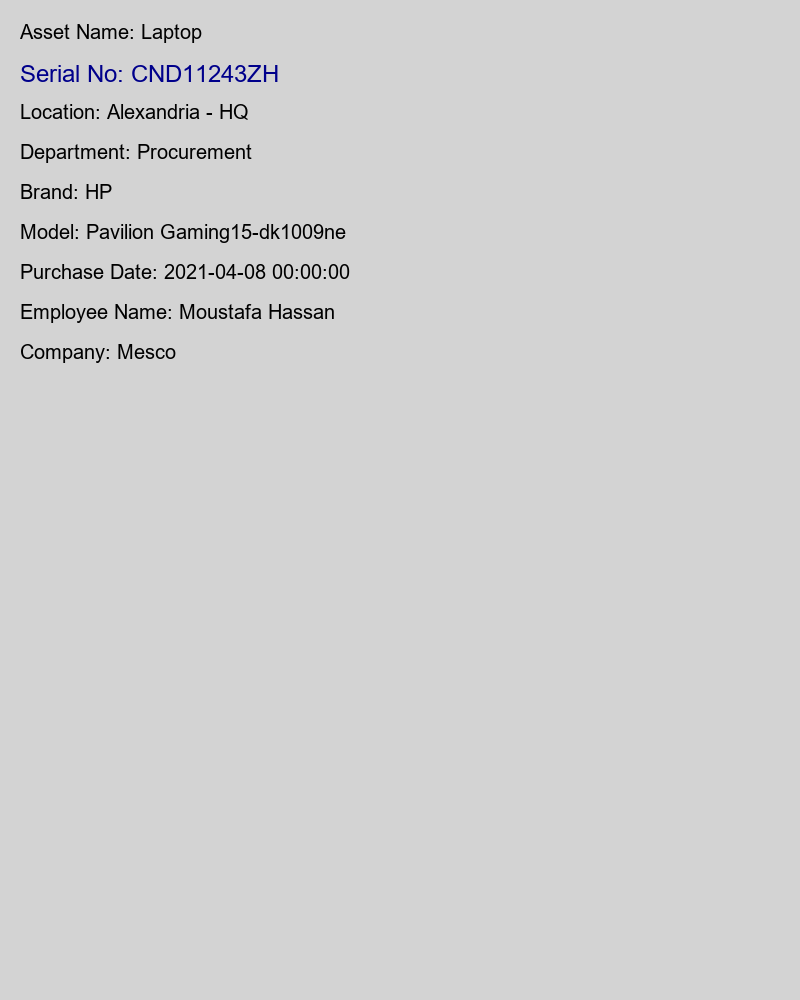 Asset Name: Laptop
Serial No: CND11243ZH
Location: Alexandria - HQ
Department: Procurement
Brand: HP
Model: Pavilion Gaming15-dk1009ne
Purchase Date: 2021-04-08 00:00:00
Employee Name: Moustafa Hassan
Company: Mesco